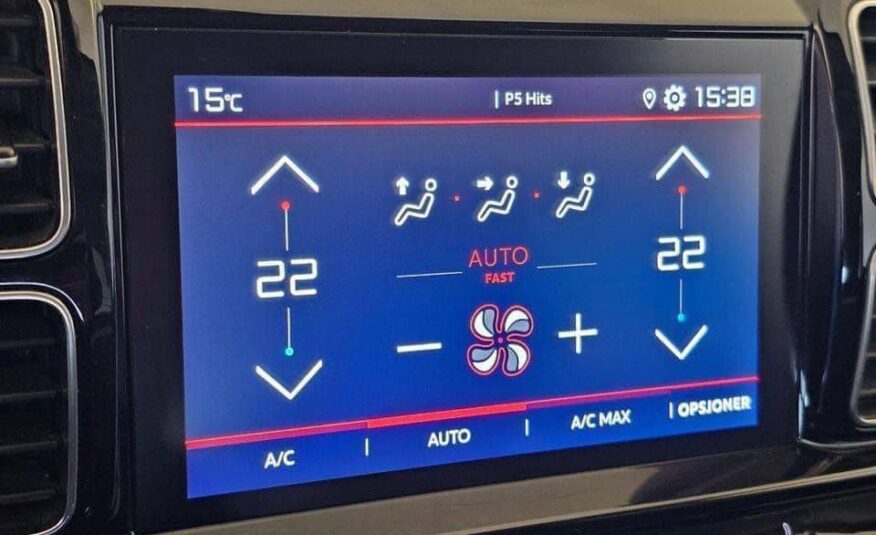 15°C P5 Hits 15:38
22 22
AUTO
FAST
A/C AUTO A/C MAX OPSJONER